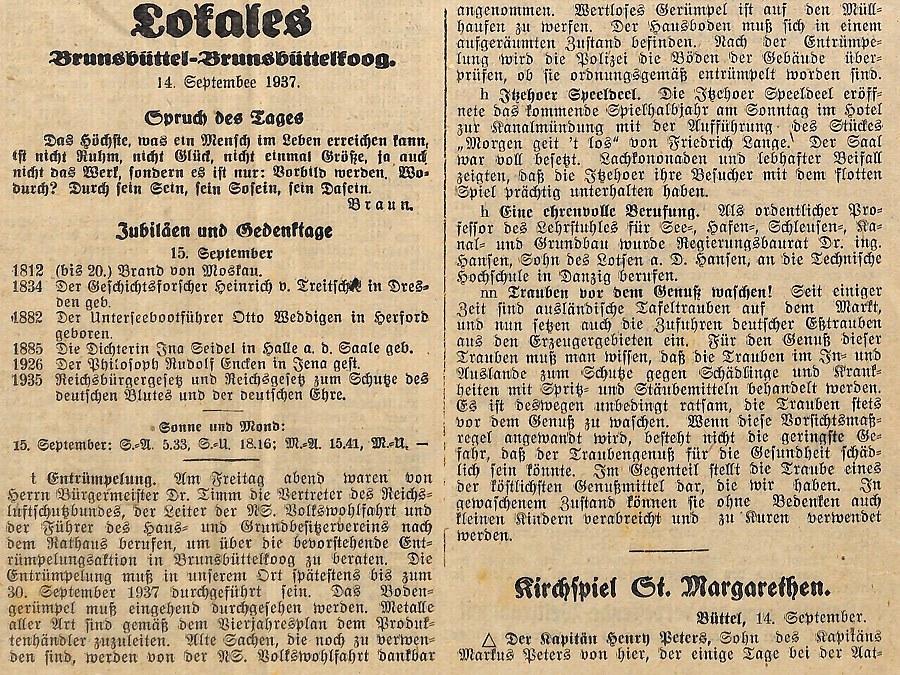 Lokales
Brunsbüttel-Brunsbüttelkoog.
14. Septembee 1937.
Spruch des Tages
Das Höchste, was ein Mensch im Leben erreichen kann,
ist nicht Ruhm, nicht Glück, nicht einmal Größe, ja auch
nicht das Werk, sondern es ist nur: Vorbild werden. Wo-
durch? Durch sein Sein, sein Sosein, sein Dasein.
Braun.
Jubiläen und Gedenktage
15. September
1812 (bis 20.) Brand von Moskau.
1834 Der Geschichtsforscher Heinrich v. Treitschke in Dres-
den geb.
1882 Der Unterseebootführer Otto Weddigen in Herford
geboren.
1885 Die Dichterin Ina Seidel in Halle a. d. Saale geb.
1926 Der Philosoph Rudolf Eucken in Jena gest.
1935 Reichsbürgergesetz und Reichsgesetz zum Schutze des
deutschen Blutes und der deutschen Ehre.
Sonne und Mond:
15. September: S.-A. 5.33, S.-U. 18.16; M.-A. 15.41, M.-U. —
t Entrümpelung. Am Freitag abend waren von
Herrn Bürgermeister Dr. Timm die Vertreter des Reichs-
luftschutzbundes, der Leiter der NS. Volkswohlfahrt und
der Führer des Haus- und Grundbesitzervereins nach
dem Rathaus berufen, um über die bevorstehende Ent-
rümpelungsaktion in Brunsbüttelkoog zu beraten. Die
Entrümpelung muß in unserem Ort spätestens bis zum
30. September 1937 durchgeführt sein. Das Boden-
gerümpel muß eingehend durchgesehen werden. Metalle
aller Art sind gemäß dem Vierjahresplan dem Produk-
tenhändler zuzuleiten. Alte Sachen, die noch zu verwen-
den sind, werden von der NS. Volkswohlfahrt dankbar
angenommen. Wertloses Gerümpel ist auf den Müll-
haufen zu werfen. Der Hausboden muß sich in einem
aufgeräumten Zustand befinden. Nach der Entrümpe-
lung wird die Polizei die Böden der Gebäude über-
prüfen, ob sie ordnungsgemäß entrümpelt worden sind.
h Itzehoer Speeldeel. Die Itzehoer Speeldeel eröff-
nete das kommende Spielhalbjahr am Sonntag im Hotel
zur Kanalmündung mit der Aufführung des Stückes
„Morgen geit 't los“ von Friedrich Lange. Der Saal
war voll besetzt. Lachkononaden und lebhafter Beifall
zeigten, daß die Itzehoer ihre Besucher mit dem flotten
Spiel prächtig unterhalten haben.
h Eine ehrenvolle Berufung. Als ordentlicher Pro-
fessor des Lehrstuhles für See-, Hafen-, Schleusen-, Ka-
nal- und Grundbau wurde Regierungsbaurat Dr. ing.
Hansen, Sohn des Lotsen a. D. Hansen, an die Technische
Hochschule in Danzig berufen.
nn Trauben vor dem Genuß waschen! Seit einiger
Zeit sind ausländische Tafeltrauben auf dem Markt,
und nun setzen auch die Zufuhren deutscher Eßtrauben
aus den Erzeugergebieten ein. Für den Genuß dieser
Trauben muß man wissen, daß die Trauben im In- und
Auslande zum Schutze gegen Schädlinge und Krank-
heiten mit Spritz- und Stäubemitteln behandelt werden.
Es ist deswegen unbedingt ratsam, die Trauben stets
vor dem Genuß zu waschen. Wenn diese Vorsichtsmaß-
regel angewandt wird, besteht nicht die geringste Ge-
fahr, daß der Traubengenuß für die Gesundheit schäd-
lich sein könnte. Im Gegenteil stellt die Traube eines
der köstlichsten Genußmittel dar, die wir haben. In
gewaschenem Zustand können sie ohne Bedenken auch
kleinen Kindern verabreicht und zu Kuren verwendet
werden.
Kirchspiel St. Margarethen.
Büttel, 14. September.
△ Der Kapitän Henry Peters, Sohn des Kapitäns
Markus Peters von hier, der einige Tage bei der Aat-